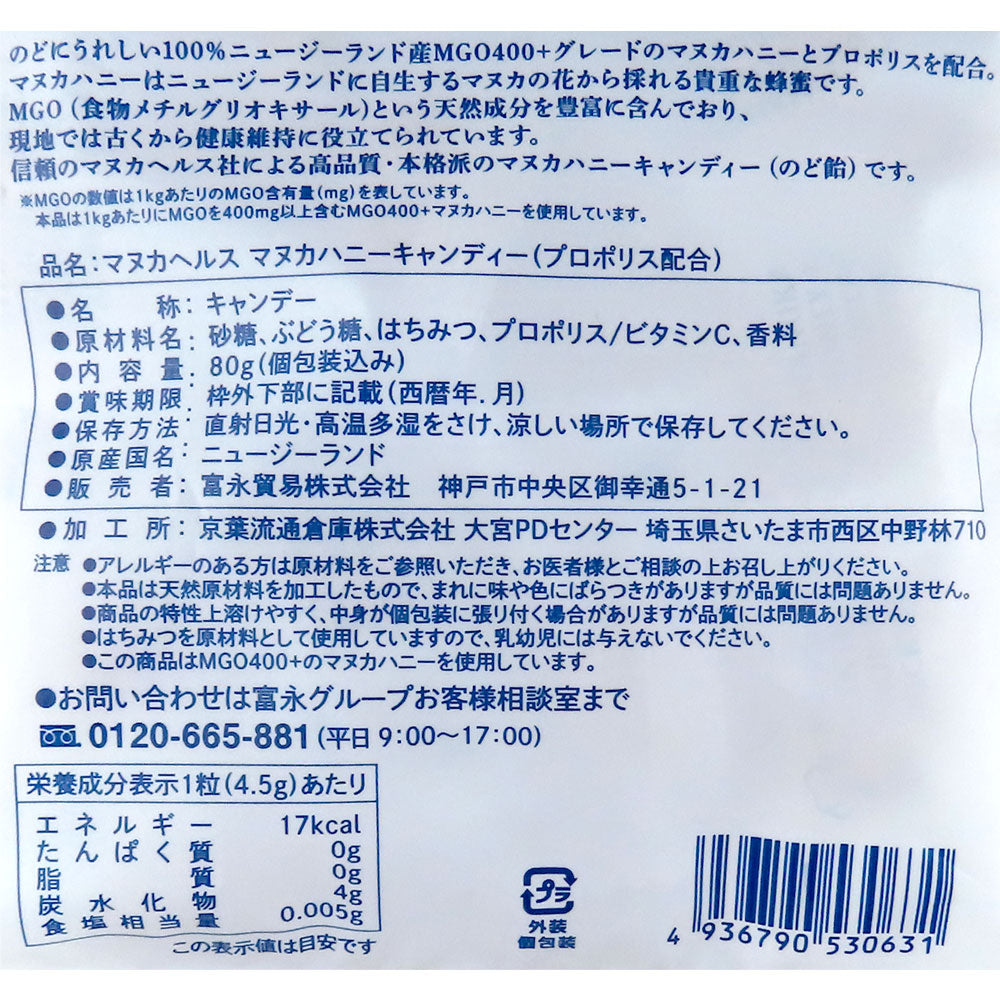 のどにうれしい100%ニュージーランド産MGO400+グレードのマヌカハニーとプロポリスを配合。
マヌカハニーはニュージーランドに自生するマヌカの花から採れる貴重な蜂蜜です。
MGO(食物メチルグリオキサール)という天然成分を豊富に含んでおり、
現地では古くから健康維持に役立てられています。
信頼のマヌカヘルス社による高品質・本格派のマヌカハニーキャンディー(のど飴)です。
※MGOの数値は1kgあたりのMGO含有量(mg)を表しています。
本品は1kgあたりにMGOを400mg以上含むMGO400+マヌカハニーを使用しています。
品名:マヌカヘルス マヌカハニーキャンディー(プロポリス配合)
●名称:キャンデー
●原材料名:砂糖、ぶどう糖、はちみつ、プロポリス/ビタミンC、香料
●内容量:80g(個包装込み)
●賞味期限:枠外下部に記載(西暦年.月)
●保存方法:直射日光・高温多湿をさけ、涼しい場所で保存してください。
●原産国名:ニュージーランド
●販売者:富永貿易株式会社 神戸市中央区御幸通5-1-21
●加工所:京葉流通倉庫株式会社 大宮PDセンター 埼玉県さいたま市西区中野林710
注意 ●アレルギーのある方は原材料をご参照いただき、お医者様とご相談の上お召し上がりください。
●本品は天然原材料を加工したもので、まれに味や色にばらつきがありますが品質には問題ありません。
●商品の特性上溶けやすく、中身が個包装に張り付く場合がありますが品質には問題ありません。
●はちみつを原材料として使用していますので、乳幼児には与えないでください。
●この商品はMGO400+のマヌカハニーを使用しています。
●お問い合わせは富永グループお客様相談室まで
0120-665-881(平日9:00〜17:00)
栄養成分表示1粒(4.5g)あたり
エネルギー 17kcal
たんぱく質 0g
脂質 0g
炭水化物 4g
食塩相当量 0.005g
この表示値は目安です
プラ
外装
個包装
4 936790 530631